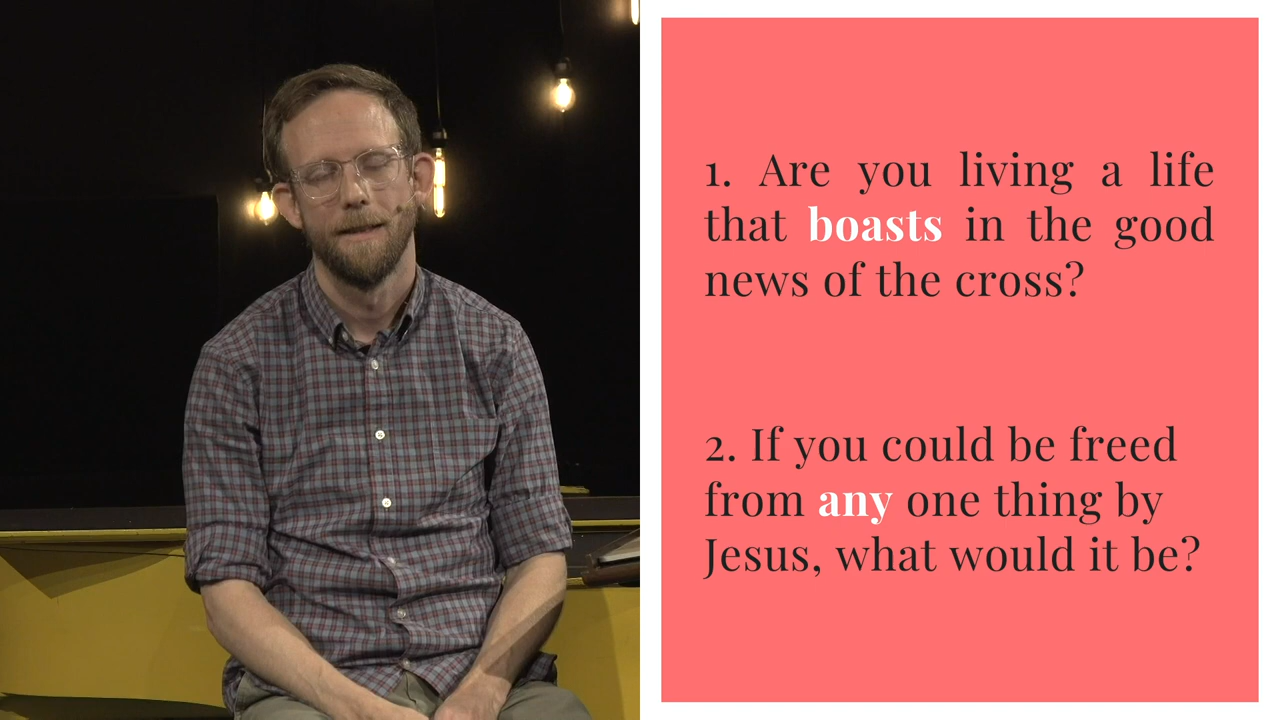 1. Are you living a life
that boasts in the good
news of the cross?
2. If you could be freed
from any one thing by
Jesus, what would it be?